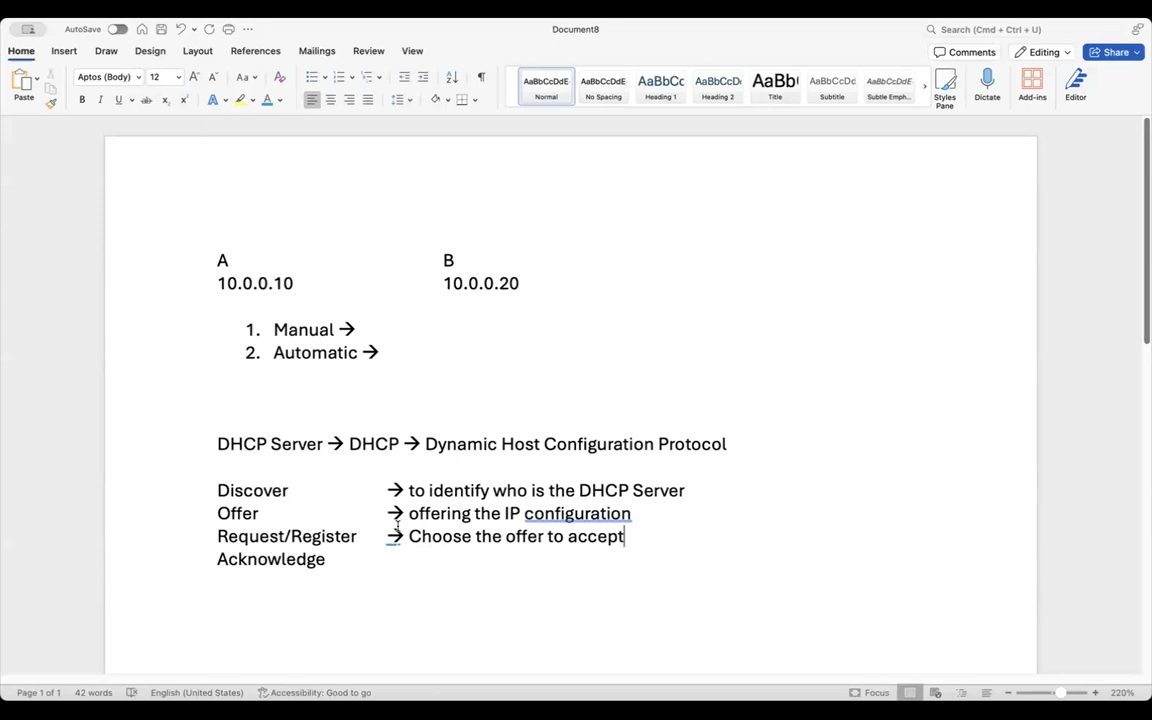 AutoSave
Document8
Search (Cmd + Ctrl + U)
Home Insert Draw Design Layout References Mailings Review View
Comments Editing Share
Paste
Aptos (Body) 12
AaBbCcDdE Normal
AaBbCcDdE No Spacing
AaBbCc Heading 1
AaBbCcD Heading 2
AaBb Title
AaBbCcDc Subtitle
AaBbCcDdE Subtle Emph...
Styles Pane
Dictate
Add-ins
Editor
A B
10.0.0.10 10.0.0.20
1. Manual →
2. Automatic →
DHCP Server → DHCP → Dynamic Host Configuration Protocol
Discover → to identify who is the DHCP Server
Offer → offering the IP configuration
Request/Register → Choose the offer to accept
Acknowledge
Page 1 of 1 42 words English (United States) Accessibility: Good to go Focus 220%